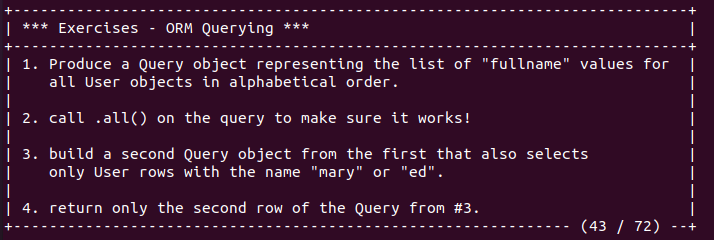 *** Exercises - ORM Querying ***
1. Produce a Query object representing the list of "fullname" values for
all User objects in alphabetical order.
2. call .all() on the query to make sure it works!
3. build a second Query object from the first that also selects
only User rows with the name "mary" or "ed".
4. return only the second row of the Query from #3.
(43 / 72)